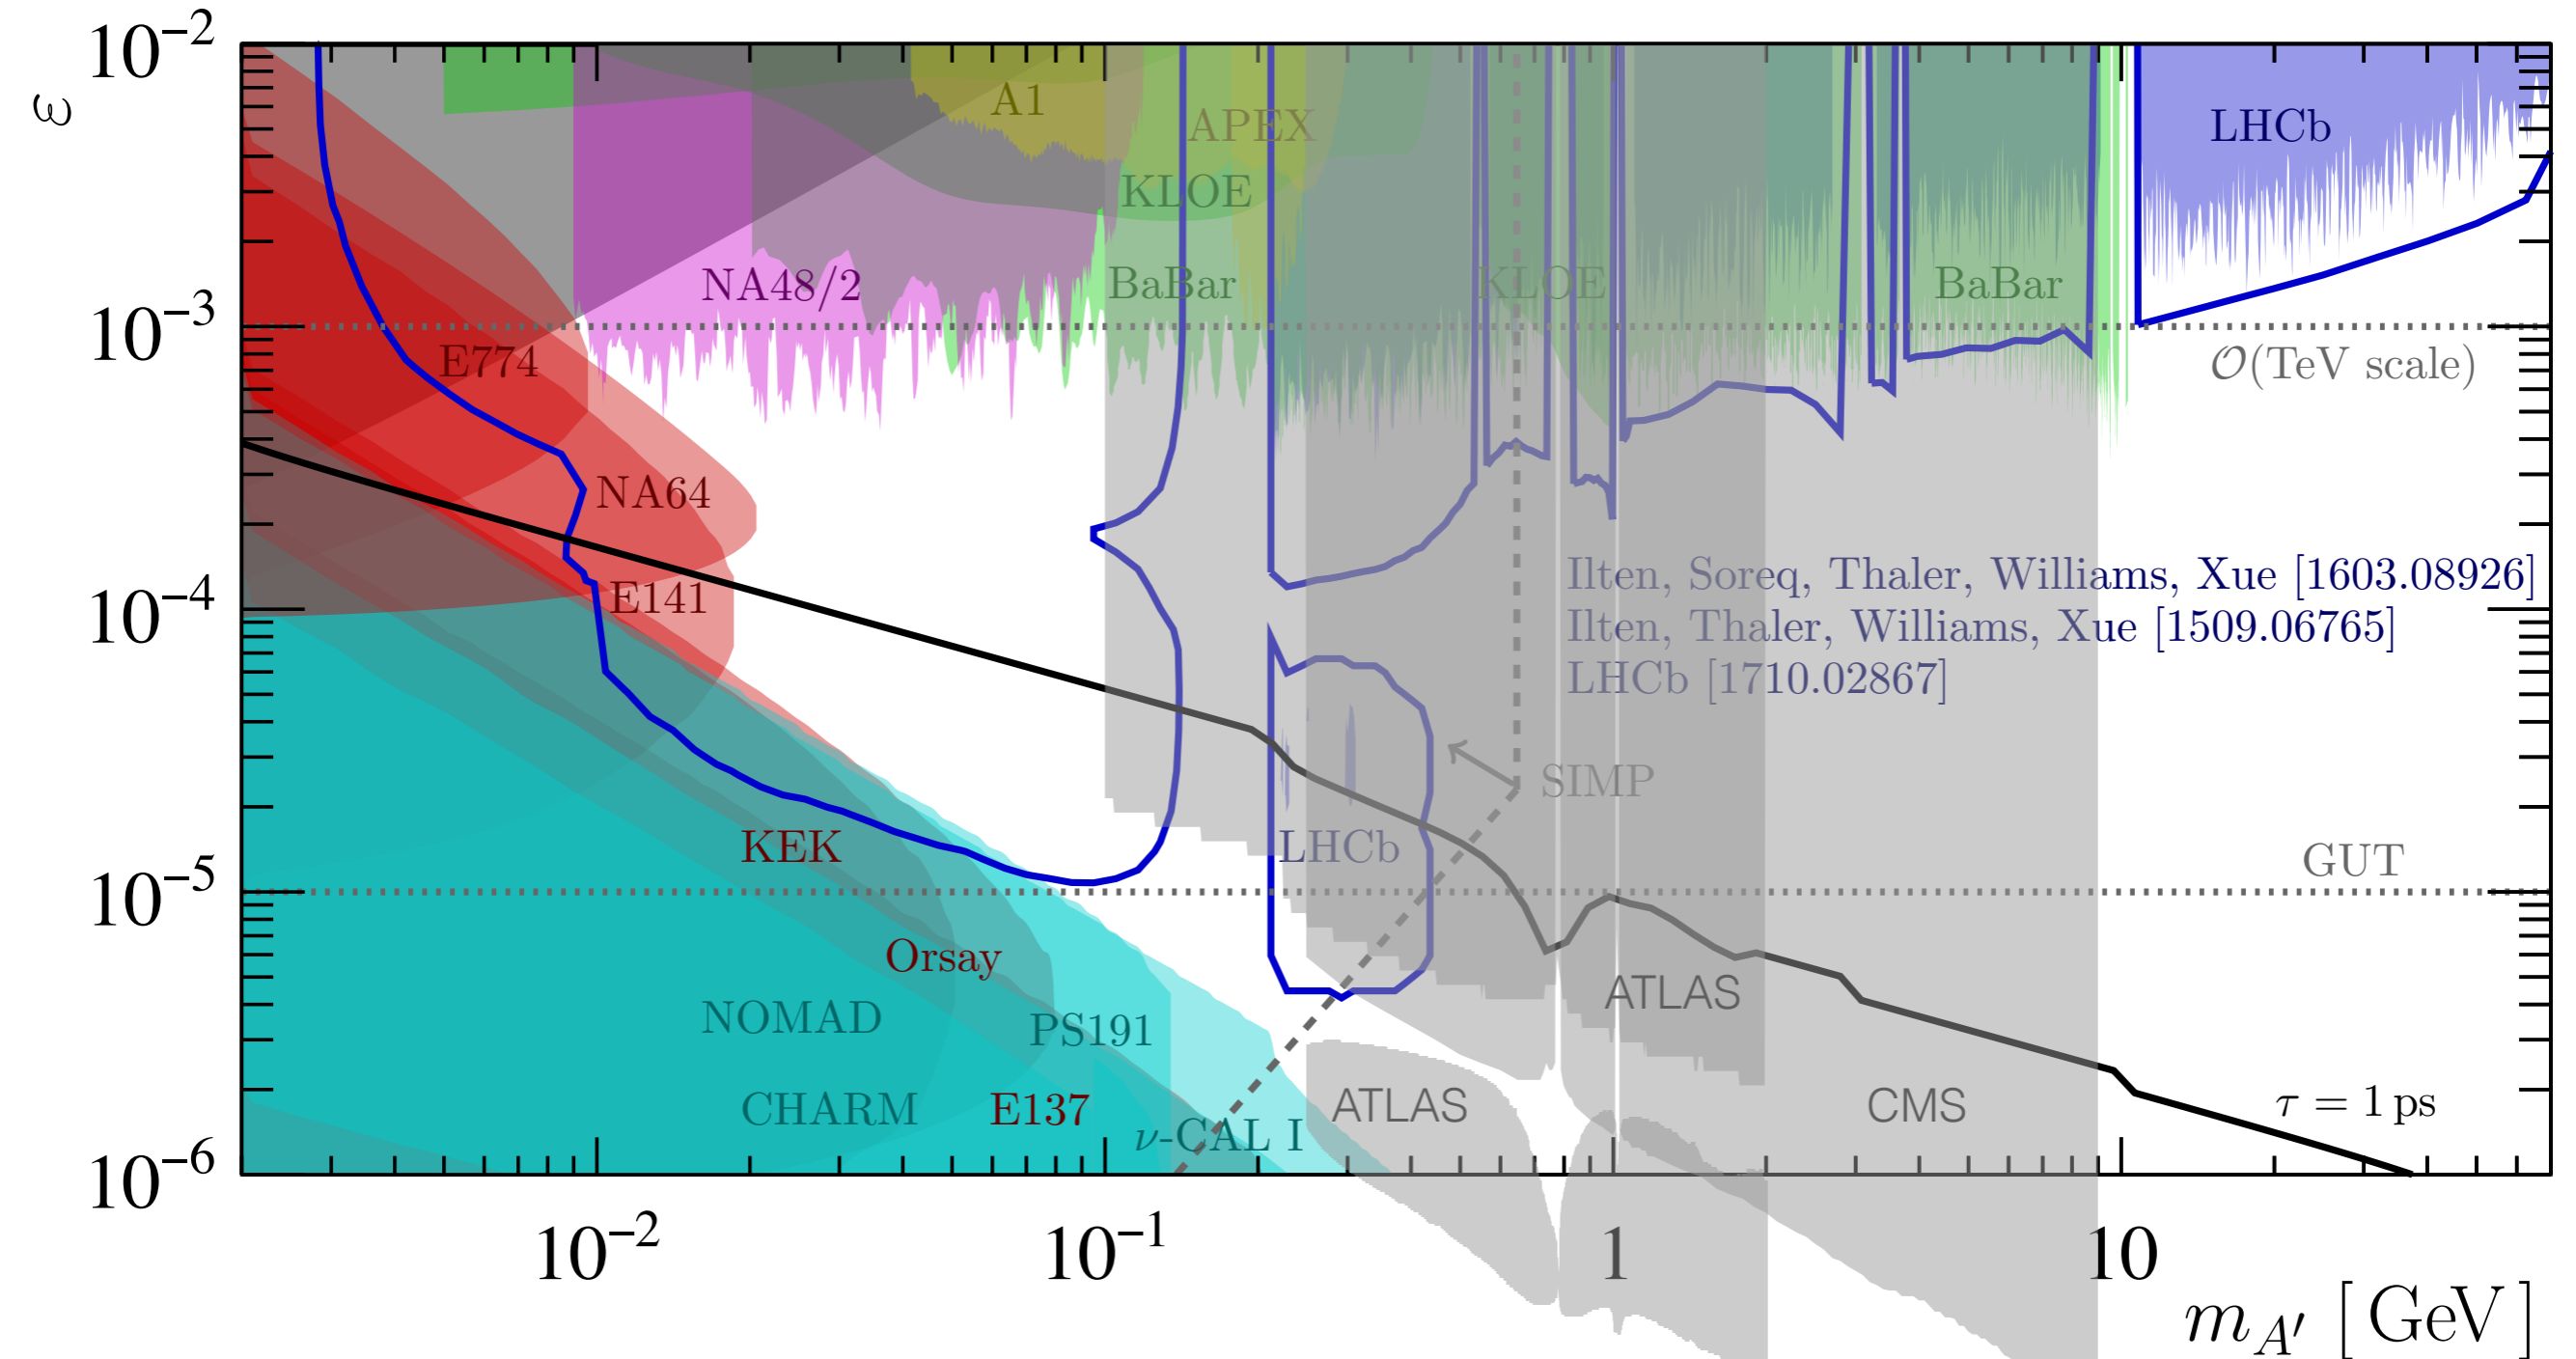 10⁻²
ε
A1
LHCb
APEX
KLOE
NA48/2
BaBar
KLOE
BaBar
10⁻³
E774
𝒪(TeV scale)
NA64
Ilten, Soreq, Thaler, Williams, Xue [1603.08926]
10⁻⁴
E141
Ilten, Thaler, Williams, Xue [1509.06765]
LHCb [1710.02867]
SIMP
KEK
LHCb
GUT
10⁻⁵
Orsay
ATLAS
NOMAD
PS191
CHARM
E137
ATLAS
CMS
τ = 1 ps
ν-CAL I
10⁻⁶
10⁻²
10⁻¹
1
10
m_A′ [GeV]